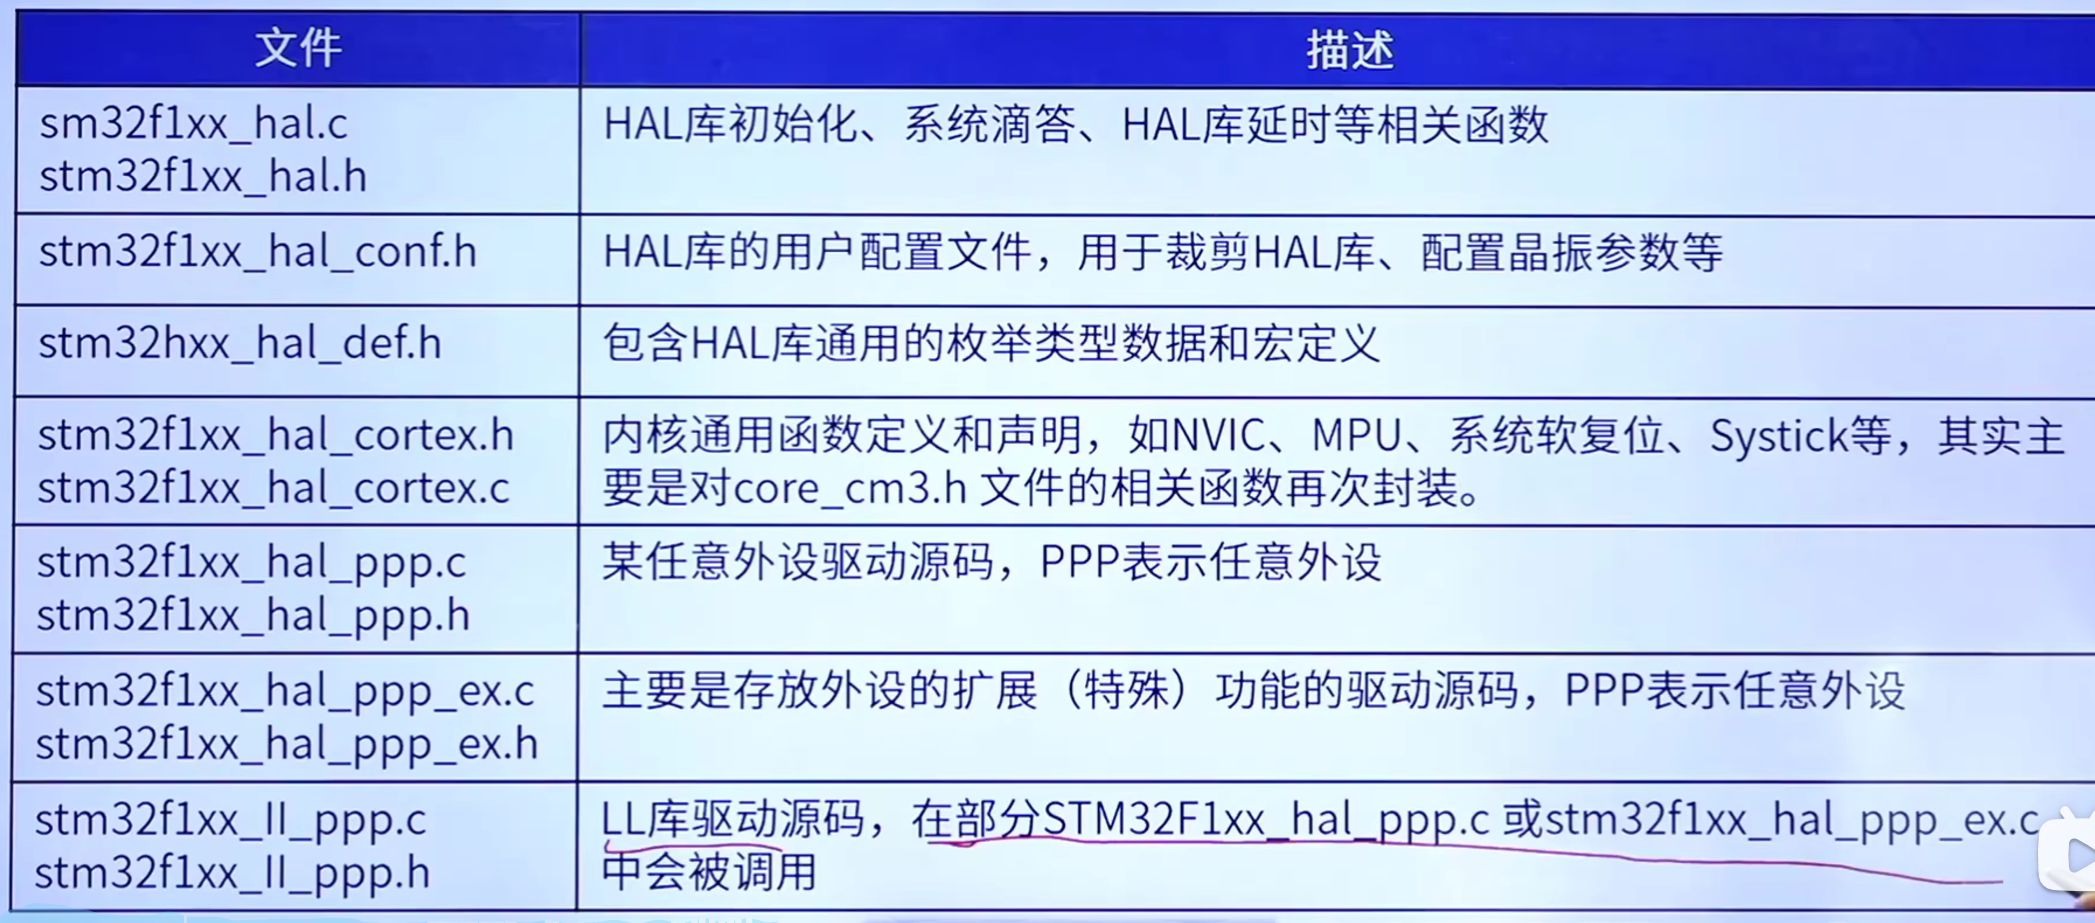 文件
描述
sm32f1xx_hal.c
stm32f1xx_hal.h
HAL库初始化、系统滴答、HAL库延时等相关函数
stm32f1xx_hal_conf.h
HAL库的用户配置文件，用于裁剪HAL库、配置晶振参数等
stm32hxx_hal_def.h
包含HAL库通用的枚举类型数据和宏定义
stm32f1xx_hal_cortex.h
stm32f1xx_hal_cortex.c
内核通用函数定义和声明，如NVIC、MPU、系统软复位、Systick等，其实主
要是对core_cm3.h 文件的相关函数再次封装。
stm32f1xx_hal_ppp.c
stm32f1xx_hal_ppp.h
某任意外设驱动源码，PPP表示任意外设
stm32f1xx_hal_ppp_ex.c
stm32f1xx_hal_ppp_ex.h
主要是存放外设的扩展（特殊）功能的驱动源码，PPP表示任意外设
stm32f1xx_II_ppp.c
stm32f1xx_II_ppp.h
LL库驱动源码，在部分STM32F1xx_hal_ppp.c 或stm32f1xx_hal_ppp_ex.c
中会被调用